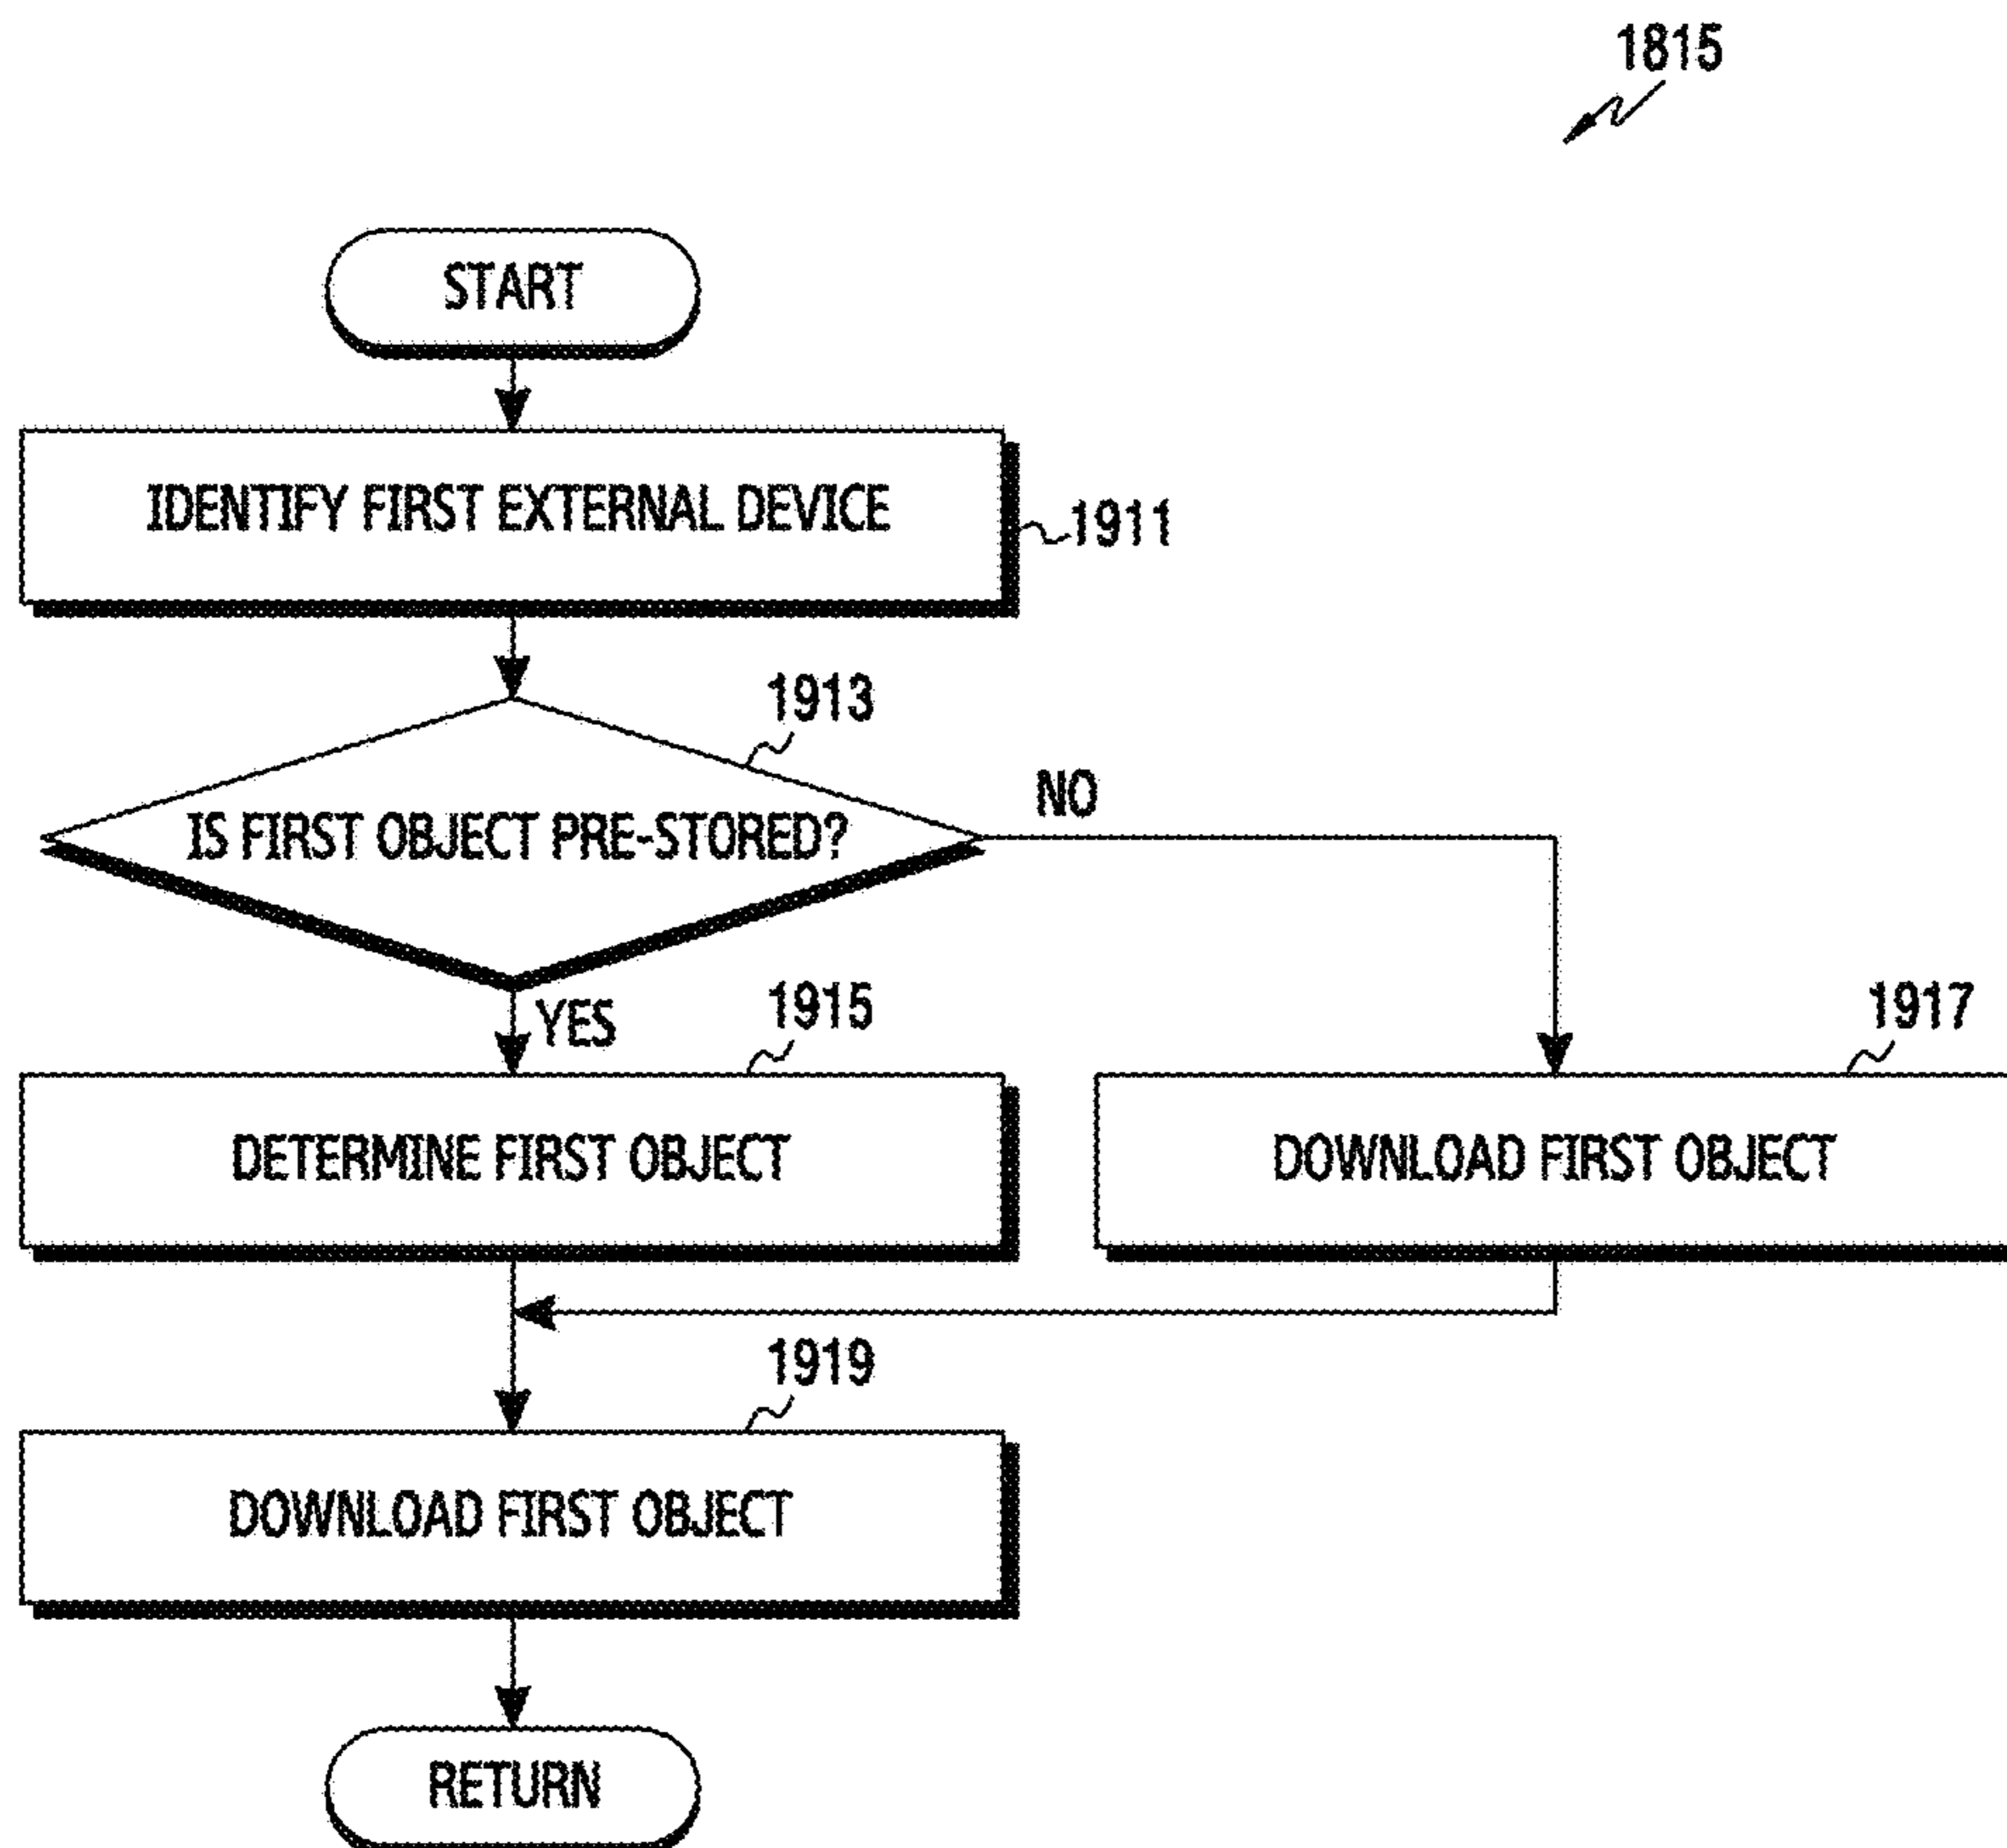 1815
START
IDENTIFY FIRST EXTERNAL DEVICE
1911
1913
IS FIRST OBJECT PRE-STORED?
NO
YES
1915
1917
DETERMINE FIRST OBJECT
DOWNLOAD FIRST OBJECT
1919
DOWNLOAD FIRST OBJECT
RETURN